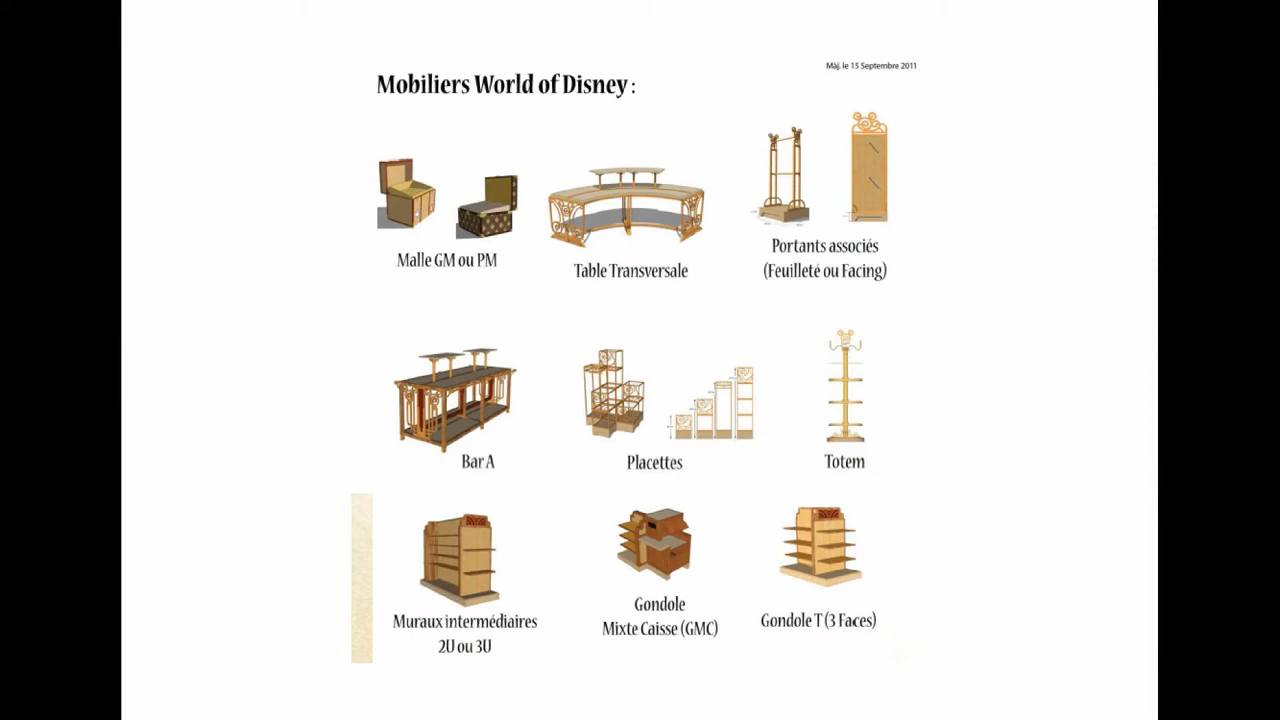 Màj. le 15 Septembre 2011
Mobiliers World of Disney :
Malle GM ou PM
Table Transversale
Portants associés
(Feuilleté ou Facing)
Bar A
Placettes
Totem
Muraux intermédiaires
2U ou 3U
Gondole
Mixte Caisse (GMC)
Gondole T (3 Faces)